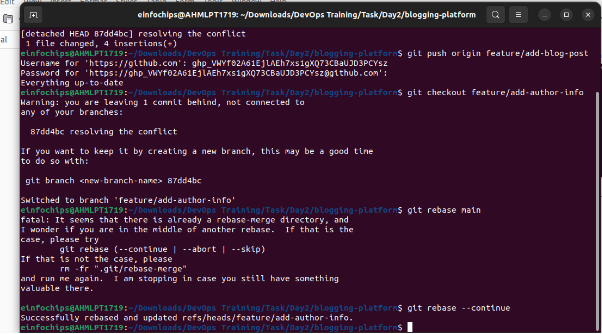 einfochips@AHMLPT1719: ~/Downloads/DevOps Training/Task/Day2/blogging-platform
[detached HEAD 87dd4bc] resolving the conflict
1 file changed, 4 insertions(+)
einfochips@AHMLPT1719:~/Downloads/DevOps Training/Task/Day2/blogging-platform$ git push origin feature/add-blog-post
Username for 'https://github.com':
Password for
Everything up-to-date
einfochips@AHMLPT1719:~/Downloads/DevOps Training/Task/Day2/blogging-platform$ git checkout feature/add-author-info
Warning: you are leaving 1 commit behind, not connected to
any of your branches:
87dd4bc resolving the conflict
If you want to keep it by creating a new branch, this may be a good time
to do so with:
git branch <new-branch-name> 87dd4bc
Switched to branch 'feature/add-author-info'
einfochips@AHMLPT1719:~/Downloads/DevOps Training/Task/Day2/blogging-platform$ git rebase main
fatal: It seems that there is already a rebase-merge directory, and
I wonder if you are in the middle of another rebase.  If that is the
case, please try
git rebase (--continue | --abort | --skip)
If that is not the case, please
rm -fr ".git/rebase-merge"
and run me again.  I am stopping in case you still have something
valuable there.
einfochips@AHMLPT1719:~/Downloads/DevOps Training/Task/Day2/blogging-platform$ git rebase --continue
Successfully rebased and updated refs/heads/feature/add-author-info.
einfochips@AHMLPT1719:~/Downloads/DevOps Training/Task/Day2/blogging-platform$